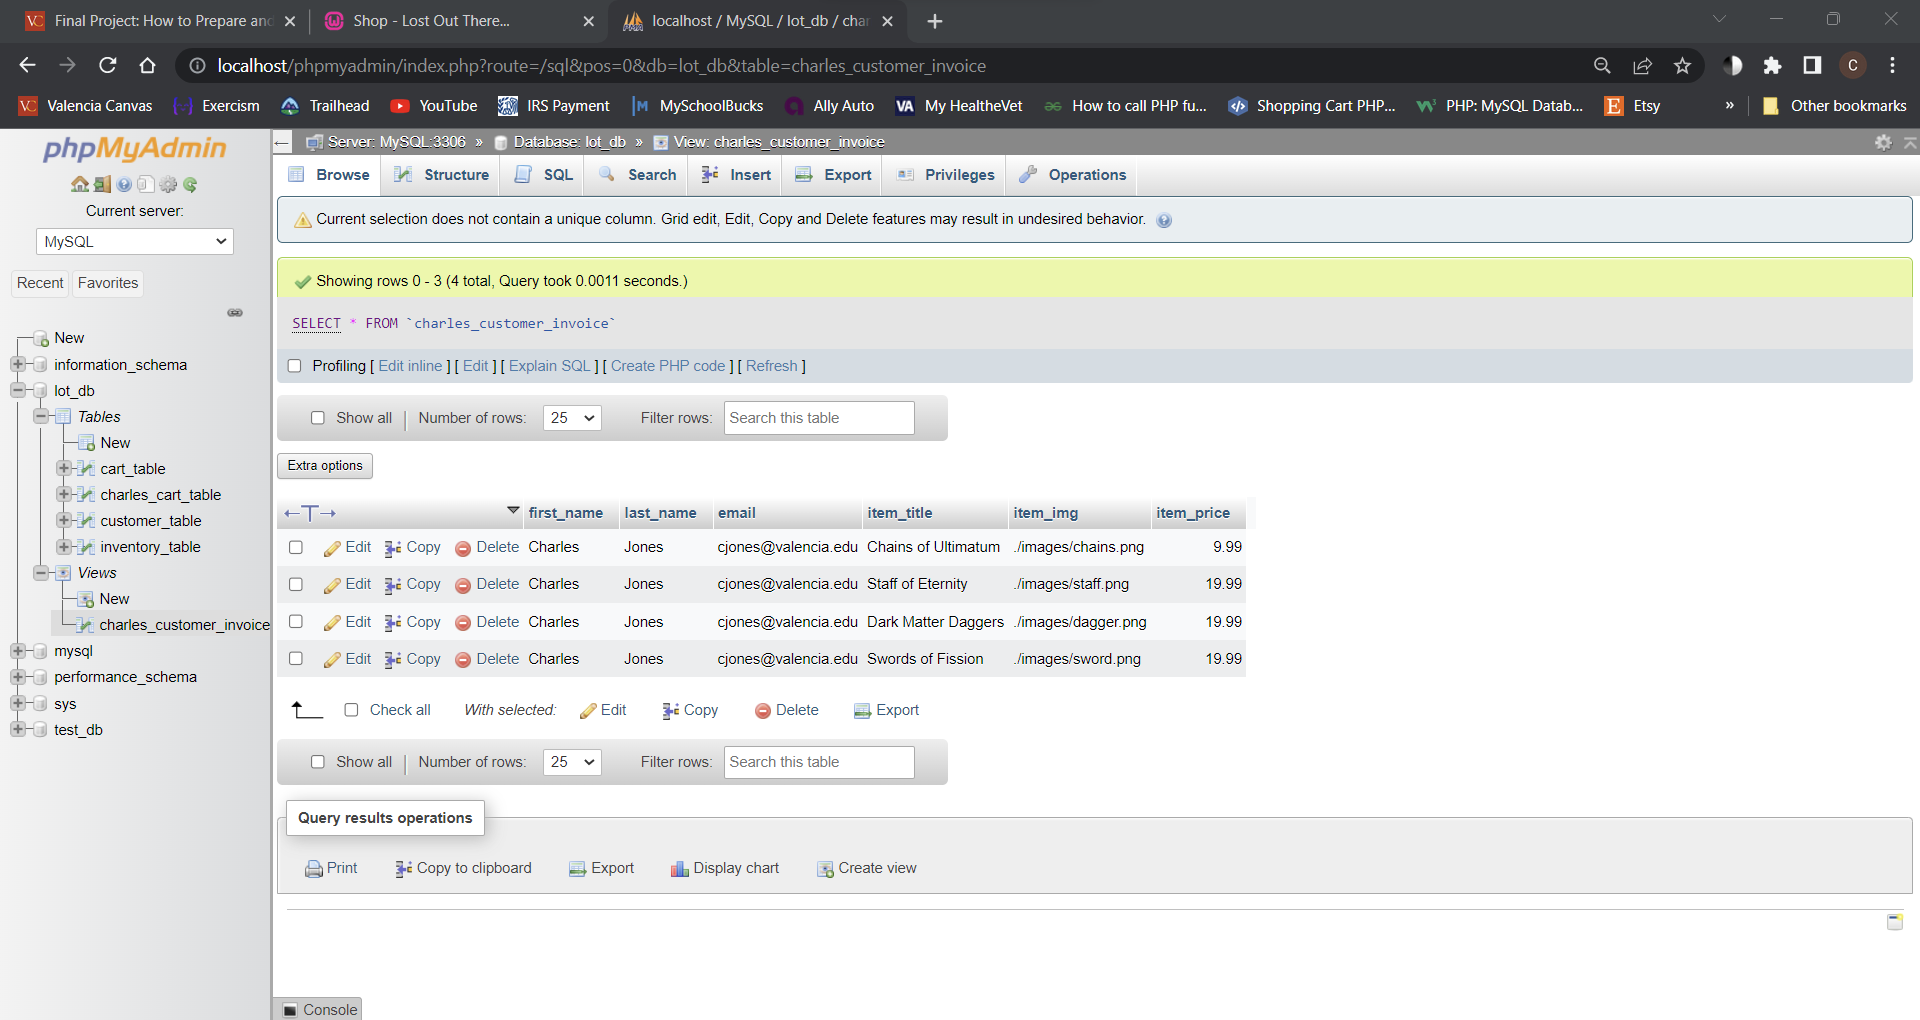 Final Project: How to Prepare and
Shop - Lost Out There...
localhost / MySQL / lot_db / char
localhost/phpmyadmin/index.php?route=/sql&pos=0&db=lot_db&table=charles_customer_invoice
C
VC Valencia Canvas
Exercism
Trailhead
YouTube
IRS Payment
MySchoolBucks
Ally Auto
VA My HealtheVet
How to call PHP fu...
Shopping Cart PHP...
PHP: MySQL Datab...
E Etsy
»
Other bookmarks
phpMyAdmin
Current server:
MySQL
Recent Favorites
New
information_schema
lot_db
Tables
New
cart_table
charles_cart_table
customer_table
inventory_table
Views
New
charles_customer_invoice
mysql
performance_schema
sys
test_db
Server: MySQL:3306 » Database: lot_db » View: charles_customer_invoice
Browse Structure SQL Search Insert Export Privileges Operations
Current selection does not contain a unique column. Grid edit, Edit, Copy and Delete features may result in undesired behavior.
Showing rows 0 - 3 (4 total, Query took 0.0011 seconds.)
SELECT * FROM `charles_customer_invoice`
Profiling [ Edit inline ] [ Edit ] [ Explain SQL ] [ Create PHP code ] [ Refresh ]
Show all | Number of rows: 25 Filter rows: Search this table
Extra options
first_name last_name email item_title item_img item_price
Edit Copy Delete Charles Jones cjones@valencia.edu Chains of Ultimatum ./images/chains.png 9.99
Edit Copy Delete Charles Jones cjones@valencia.edu Staff of Eternity ./images/staff.png 19.99
Edit Copy Delete Charles Jones cjones@valencia.edu Dark Matter Daggers ./images/dagger.png 19.99
Edit Copy Delete Charles Jones cjones@valencia.edu Swords of Fission ./images/sword.png 19.99
Check all With selected: Edit Copy Delete Export
Show all | Number of rows: 25 Filter rows: Search this table
Query results operations
Print Copy to clipboard Export Display chart Create view
Console